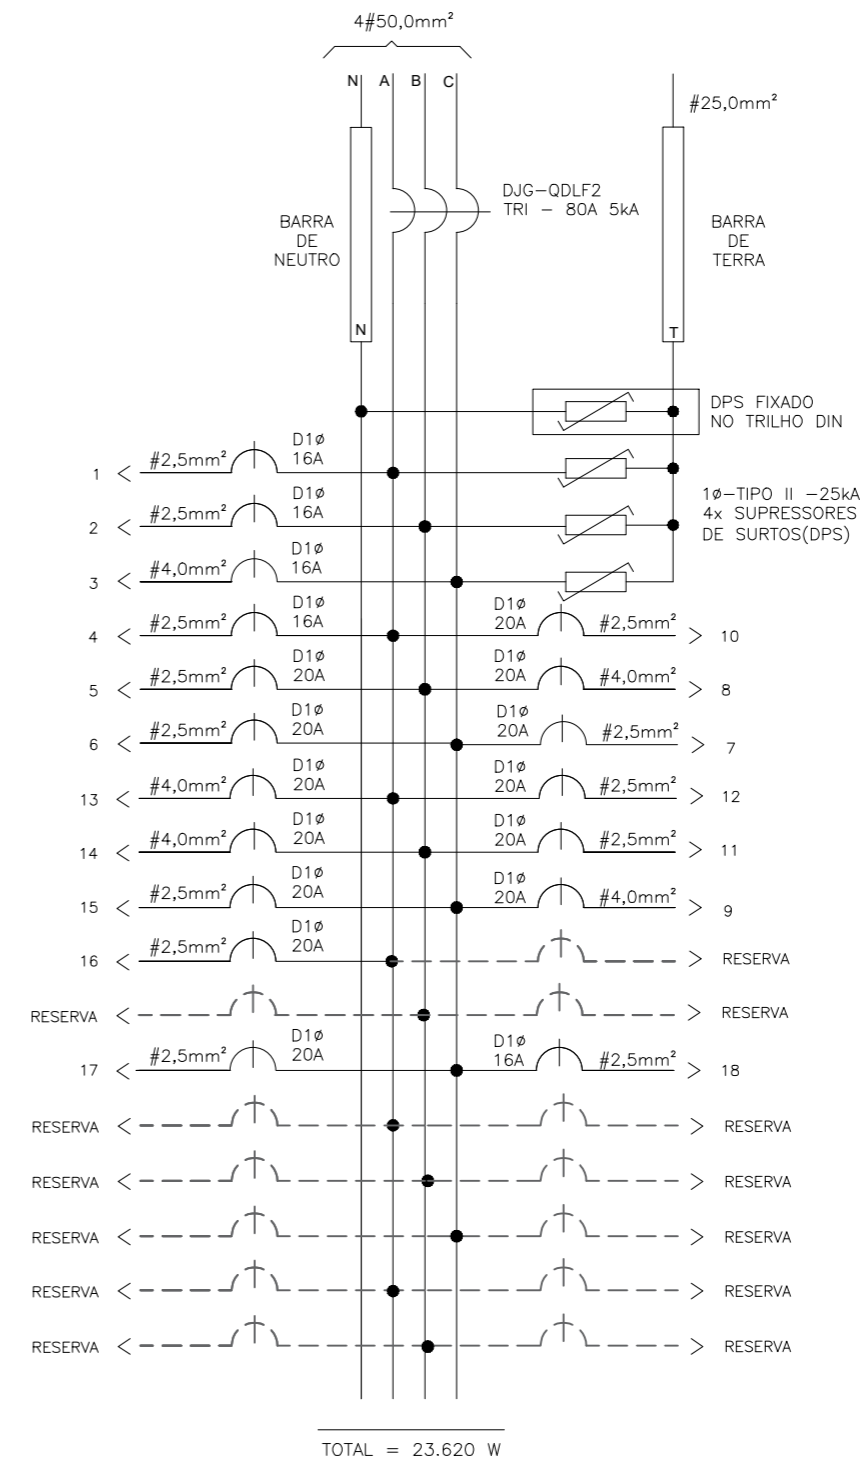 4#50,0mm²
N A B C
#25,0mm²
DJG-QDLF2
TRI - 80A 5kA
BARRA
DE
NEUTRO
BARRA
DE
TERRA
N
T
DPS FIXADO
NO TRILHO DIN
1ø-TIPO II -25kA
4x SUPRESSORES
DE SURTOS(DPS)
1 #2,5mm² D1ø 16A
2 #2,5mm² D1ø 16A
3 #4,0mm² D1ø 16A
4 #2,5mm² D1ø 16A D1ø 20A #2,5mm² 10
5 #2,5mm² D1ø 20A D1ø 20A #4,0mm² 8
6 #2,5mm² D1ø 20A D1ø 20A #2,5mm² 7
13 #4,0mm² D1ø 20A D1ø 20A #2,5mm² 12
14 #4,0mm² D1ø 20A D1ø 20A #2,5mm² 11
15 #2,5mm² D1ø 20A D1ø 20A #4,0mm² 9
16 #2,5mm² D1ø 20A RESERVA
RESERVA RESERVA
17 #2,5mm² D1ø 20A D1ø 16A #2,5mm² 18
RESERVA RESERVA
RESERVA RESERVA
RESERVA RESERVA
RESERVA RESERVA
RESERVA RESERVA
TOTAL = 23.620 W